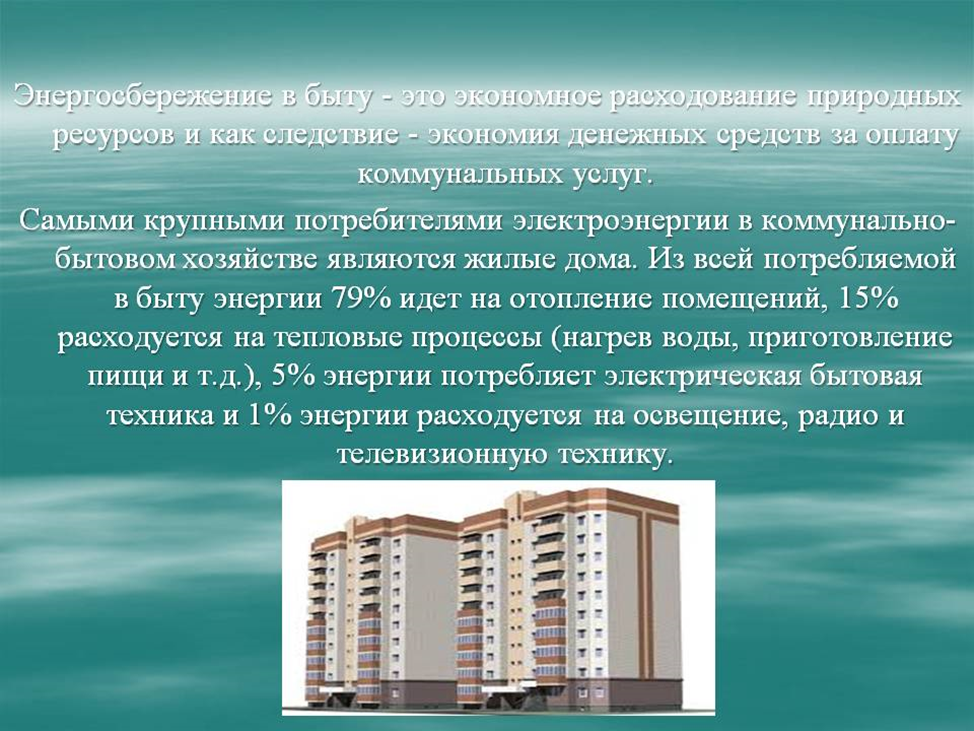 Энергосбережение в быту - это экономное расходование природных
ресурсов и как следствие - экономия денежных средств за оплату
коммунальных услуг.
Самыми крупными потребителями электроэнергии в коммунально-
бытовом хозяйстве являются жилые дома. Из всей потребляемой
в быту энергии 79% идет на отопление помещений, 15%
расходуется на тепловые процессы (нагрев воды, приготовление
пищи и т.д.), 5% энергии потребляет электрическая бытовая
техника и 1% энергии расходуется на освещение, радио и
телевизионную технику.